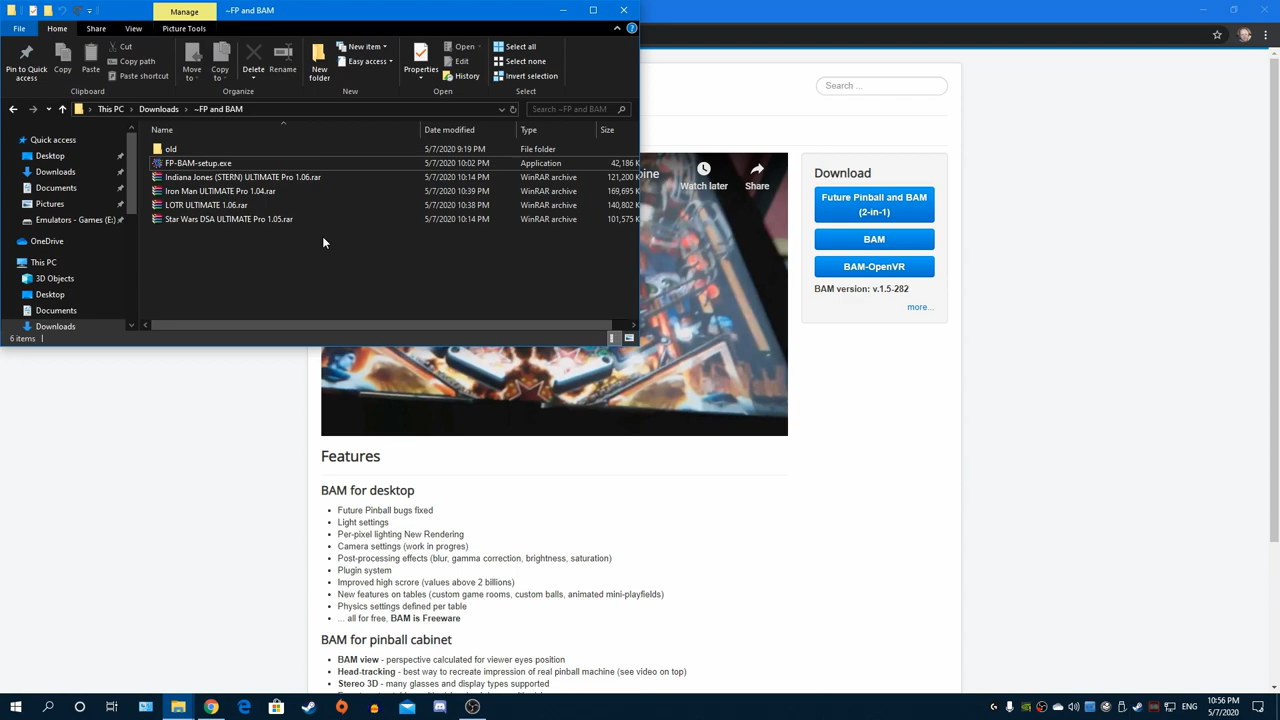 Manage
~FP and BAM
File
Home
Share
View
Picture Tools
Pin to Quick access
Copy
Paste
Cut
Copy path
Paste shortcut
Clipboard
Move to
Copy to
Delete
Rename
Organize
New folder
New item
Easy access
New
Properties
Open
Edit
History
Open
Select all
Select none
Invert selection
Select
This PC
Downloads
~FP and BAM
Search ~FP and BAM
Name
Date modified
Type
Size
old
5/7/2020 9:19 PM
File folder
FP-BAM-setup.exe
5/7/2020 10:02 PM
Application
42,186 K
Indiana Jones (STERN) ULTIMATE Pro 1.06.rar
5/7/2020 10:14 PM
WinRAR archive
121,200 K
Iron Man ULTIMATE Pro 1.04.rar
5/7/2020 10:39 PM
WinRAR archive
169,695 K
LOTR ULTIMATE 1.06.rar
5/7/2020 10:38 PM
WinRAR archive
140,802 K
Star Wars DSA ULTIMATE Pro 1.05.rar
5/7/2020 10:14 PM
WinRAR archive
101,575 K
Quick access
Desktop
Downloads
Documents
Pictures
Emulators - Games (E:)
OneDrive
This PC
3D Objects
Desktop
Documents
Downloads
6 items
Search ...
Watch later
Share
Download
Future Pinball and BAM
(2-in-1)
BAM
BAM-OpenVR
BAM version: v.1.5-282
more...
Features
BAM for desktop
Future Pinball bugs fixed
Light settings
Per-pixel lighting New Rendering
Camera settings (work in progres)
Post-processing effects (blur, gamma correction, brightness, saturation)
Plugin system
Improved high scrore (values above 2 billions)
New features on tables (custom game rooms, custom balls, animated mini-playfields)
Physics settings defined per table
... all for free, BAM is Freeware
BAM for pinball cabinet
BAM view - perspective calculated for viewer eyes position
Head-tracking - best way to recreate impression of real pinball machine (see video on top)
Stereo 3D - many glasses and display types supported
ENG
10:56 PM
5/7/2020